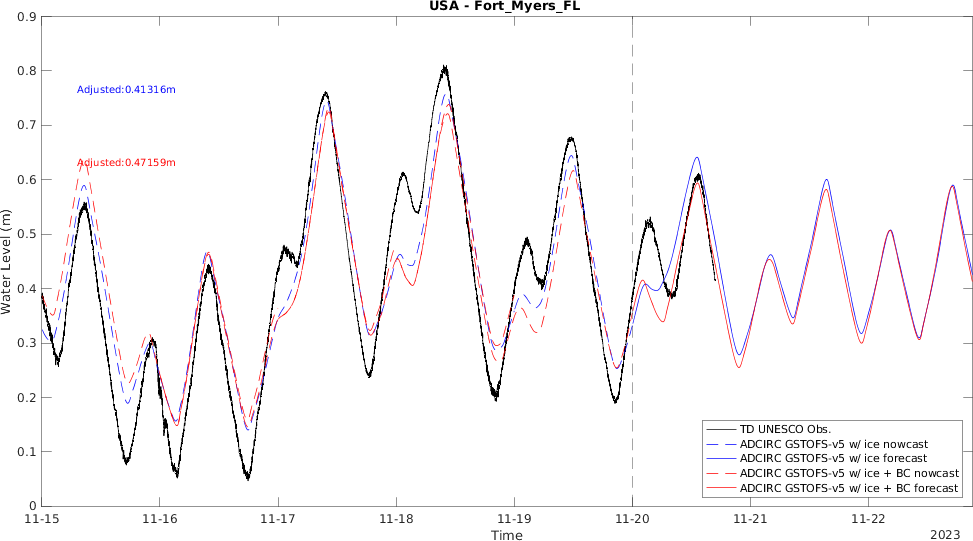 USA - Fort_Myers_FL
0.9
0.8
0.7
0.6
0.5
0.4
0.3
0.2
0.1
0
Water Level (m)
Adjusted:0.41316m
Adjusted:0.47159m
TD UNESCO Obs.
ADCIRC GSTOFS-v5 w/ ice nowcast
ADCIRC GSTOFS-v5 w/ ice forecast
ADCIRC GSTOFS-v5 w/ ice + BC nowcast
ADCIRC GSTOFS-v5 w/ ice + BC forecast
11-15 11-16 11-17 11-18 11-19 11-20 11-21 11-22
Time
2023